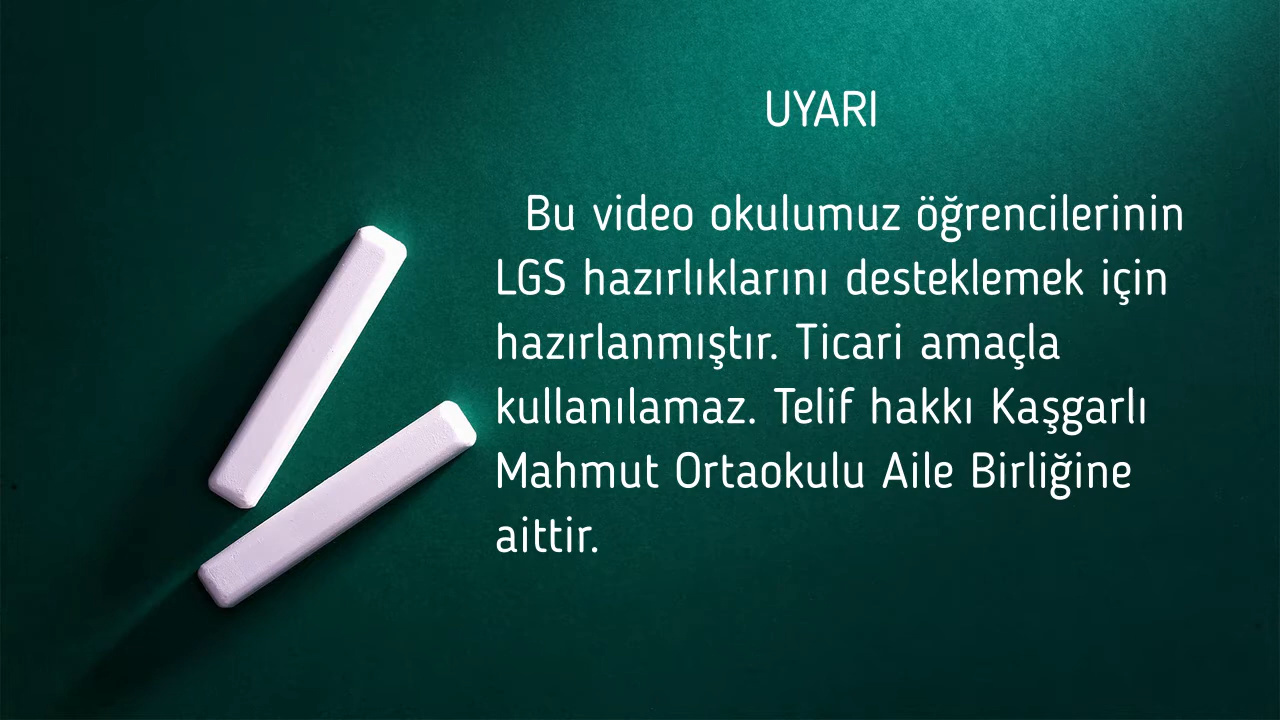 UYARI
Bu video okulumuz öğrencilerinin
LGS hazırlıklarını desteklemek için
hazırlanmıştır. Ticari amaçla
kullanılamaz. Telif hakkı Kaşgarlı
Mahmut Ortaokulu Aile Birliğine
aittir.